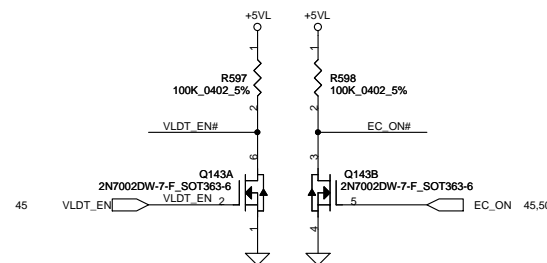 +5VL +5VL
1 1
R597 R598
100K_0402_5% 100K_0402_5%
2 2
VLDT_EN# EC_ON#
6 3
Q143A Q143B
2N7002DW-7-F_SOT363-6 2N7002DW-7-F_SOT363-6
45 VLDT_EN VLDT_EN 2 5 EC_ON 45,50
1 4